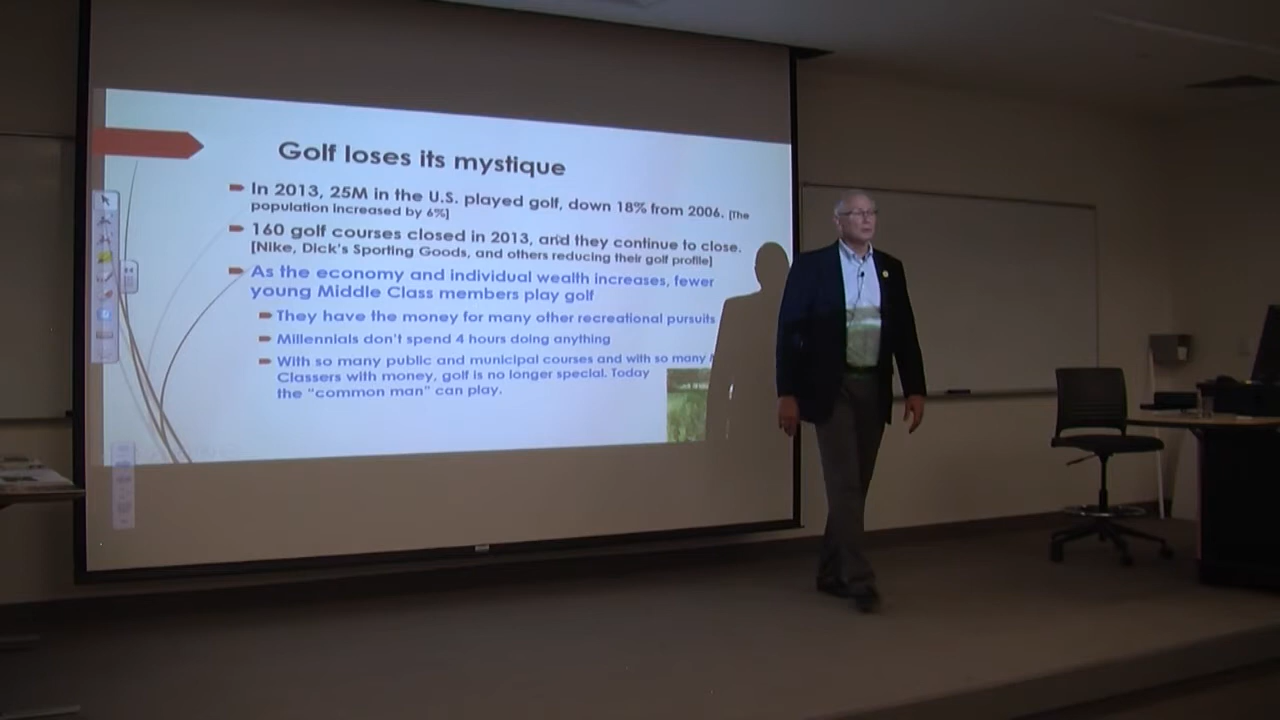 Golf loses its mystique
In 2013, 25M in the U.S. played golf, down 18% from 2006. [The
population increased by 6%]
160 golf courses closed in 2013, and they continue to close.
[Nike, Dick's Sporting Goods, and others reducing their golf profile]
As the economy and individual wealth increases, fewer
young Middle Class members play golf
They have the money for many other recreational pursuits
Millennials don't spend 4 hours doing anything
With so many public and municipal courses and with so many
Classers with money, golf is no longer special. Today
the "common man" can play.